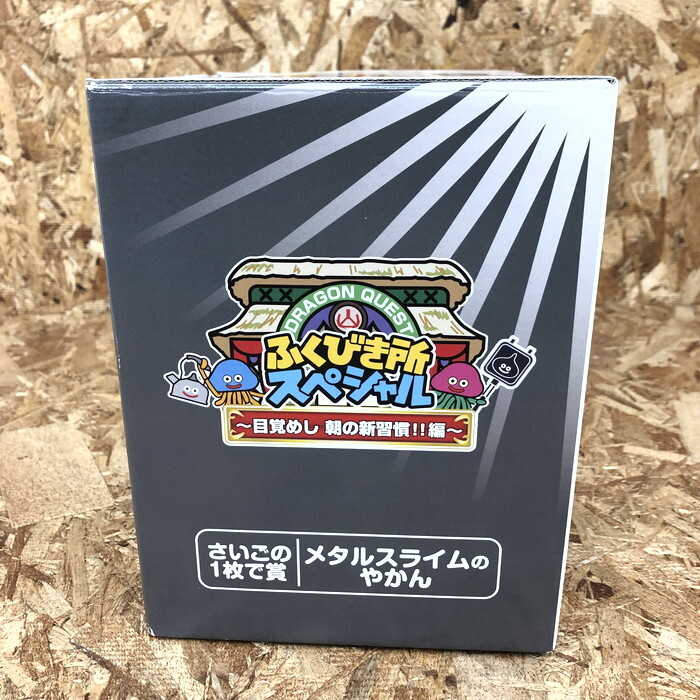 DRAGON QUEST
ふくびき所
スペシャル
～目覚めし 朝の新習慣!!編～
さいごの
1枚で賞
メタルスライムの
やかん